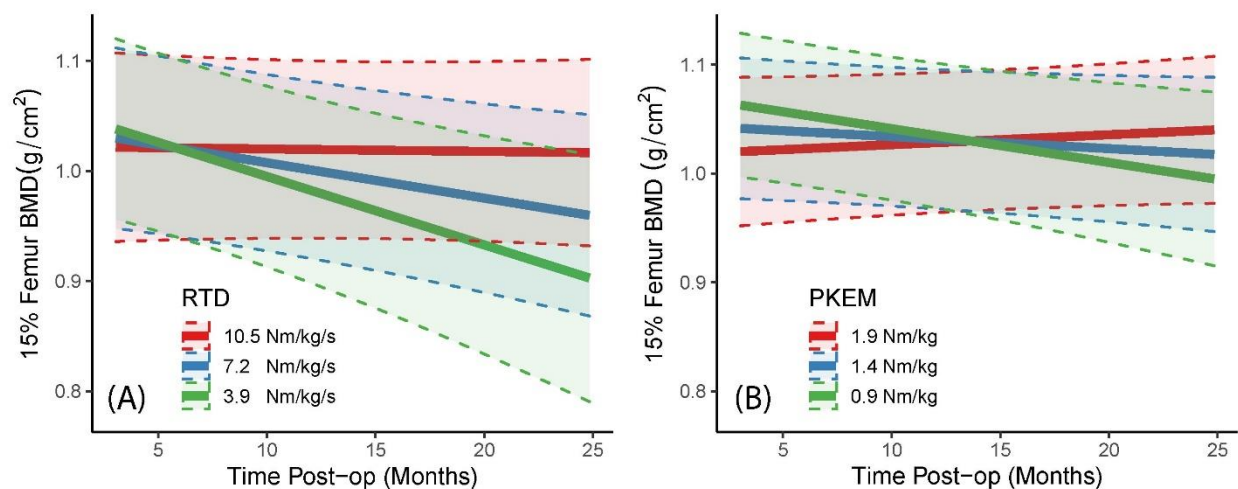 15% Femur BMD(g/cm²)
1.1
1.0
0.9
0.8
RTD
10.5 Nm/kg/s
7.2 Nm/kg/s
3.9 Nm/kg/s
(A)
5 10 15 20 25
Time Post−op (Months)
15% Femur BMD (g/cm²)
1.1
1.0
0.9
0.8
PKEM
1.9 Nm/kg
1.4 Nm/kg
0.9 Nm/kg
(B)
5 10 15 20 25
Time Post−op (Months)